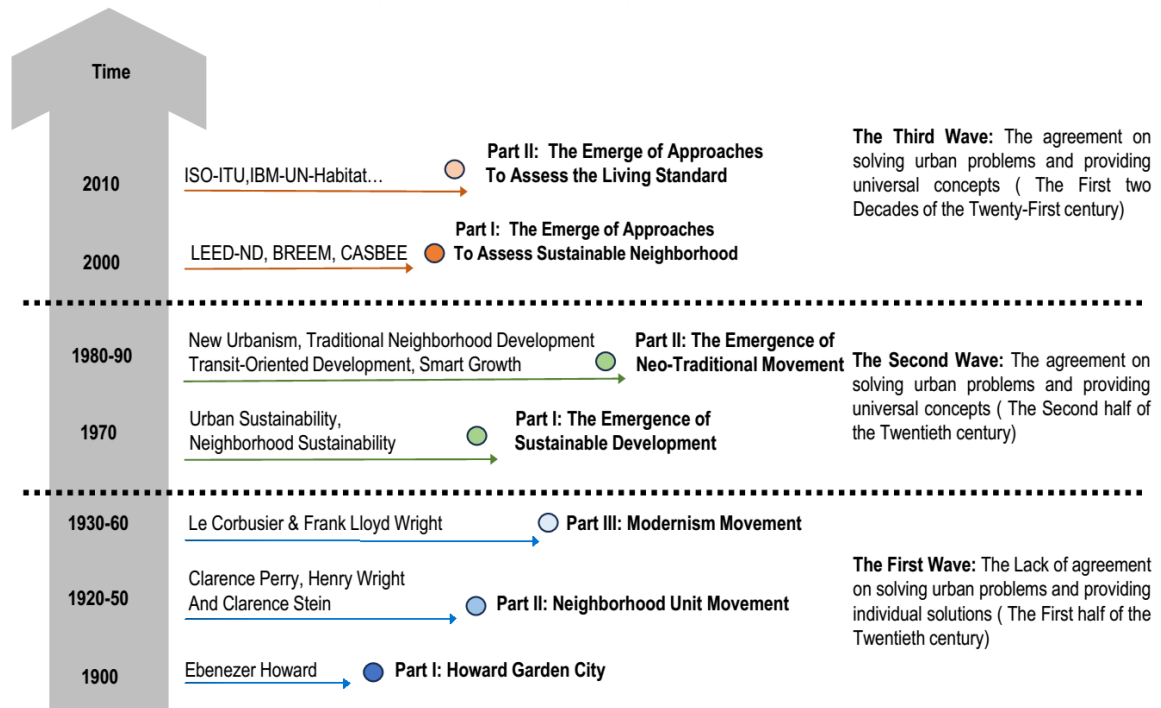 Time
2010
ISO-ITU,IBM-UN-Habitat…
Part II:  The Emerge of Approaches
To Assess the Living Standard
2000
LEED-ND, BREEM, CASBEE
Part I:  The Emerge of Approaches
To Assess Sustainable Neighborhood
The Third Wave: The agreement on
solving urban problems and providing
universal concepts ( The First two
Decades of the Twenty-First century)
1980-90
New Urbanism, Traditional Neighborhood Development
Transit-Oriented Development, Smart Growth
Part II: The Emergence of
Neo-Traditional Movement
1970
Urban Sustainability,
Neighborhood Sustainability
Part I: The Emergence of
Sustainable Development
The Second Wave: The agreement on
solving urban problems and providing
universal concepts ( The Second half of
the Twentieth century)
1930-60
Le Corbusier & Frank Lloyd Wright
Part III: Modernism Movement
1920-50
Clarence Perry, Henry Wright
And Clarence Stein
Part II: Neighborhood Unit Movement
1900
Ebenezer Howard
Part I: Howard Garden City
The First Wave: The Lack of agreement
on solving urban problems and providing
individual solutions ( The First half of the
Twentieth century)